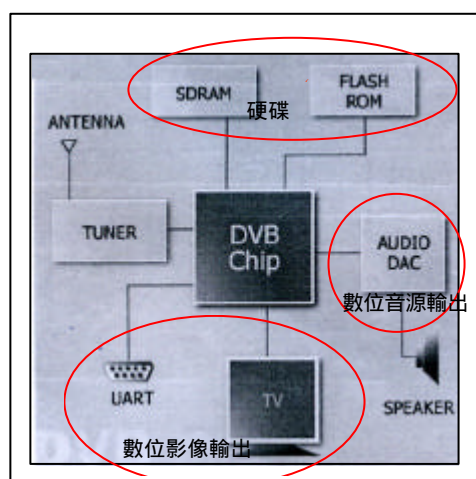 SDRAM
FLASH
ROM
硬碟
ANTENNA
TUNER
DVB
Chip
AUDIO
DAC
數位音源輸出
UART
TV
SPEAKER
數位影像輸出